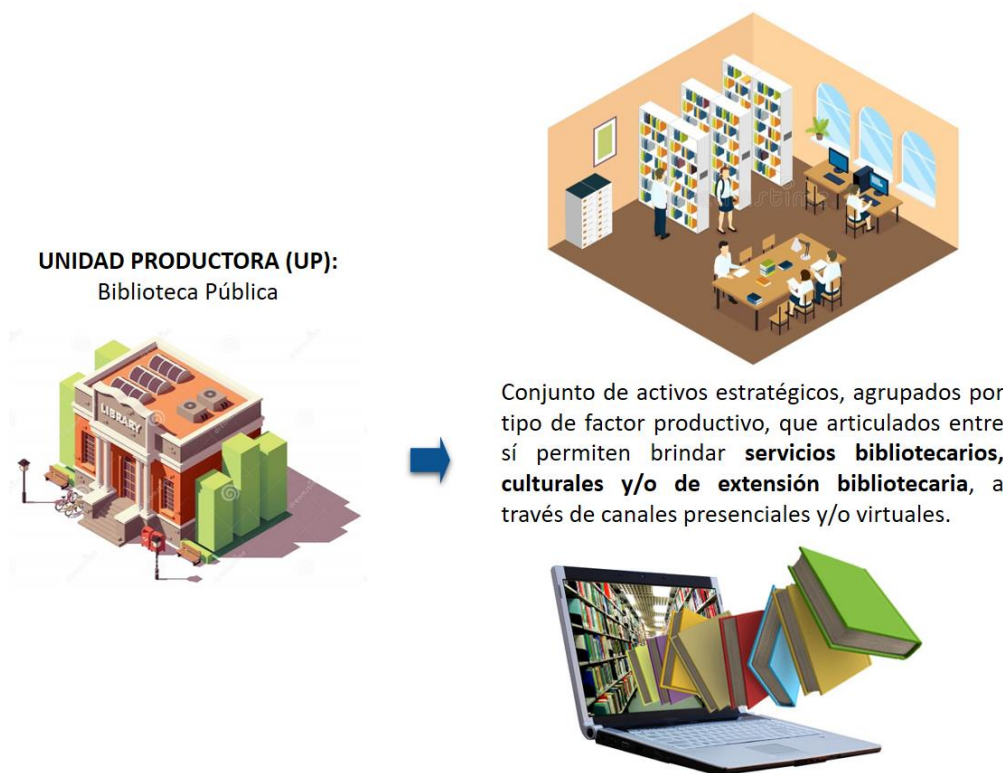 UNIDAD PRODUCTORA (UP):
Biblioteca Pública
LIBRARY
Conjunto de activos estratégicos, agrupados por
tipo de factor productivo, que articulados entre
sí permiten brindar servicios bibliotecarios,
culturales y/o de extensión bibliotecaria, a
través de canales presenciales y/o virtuales.